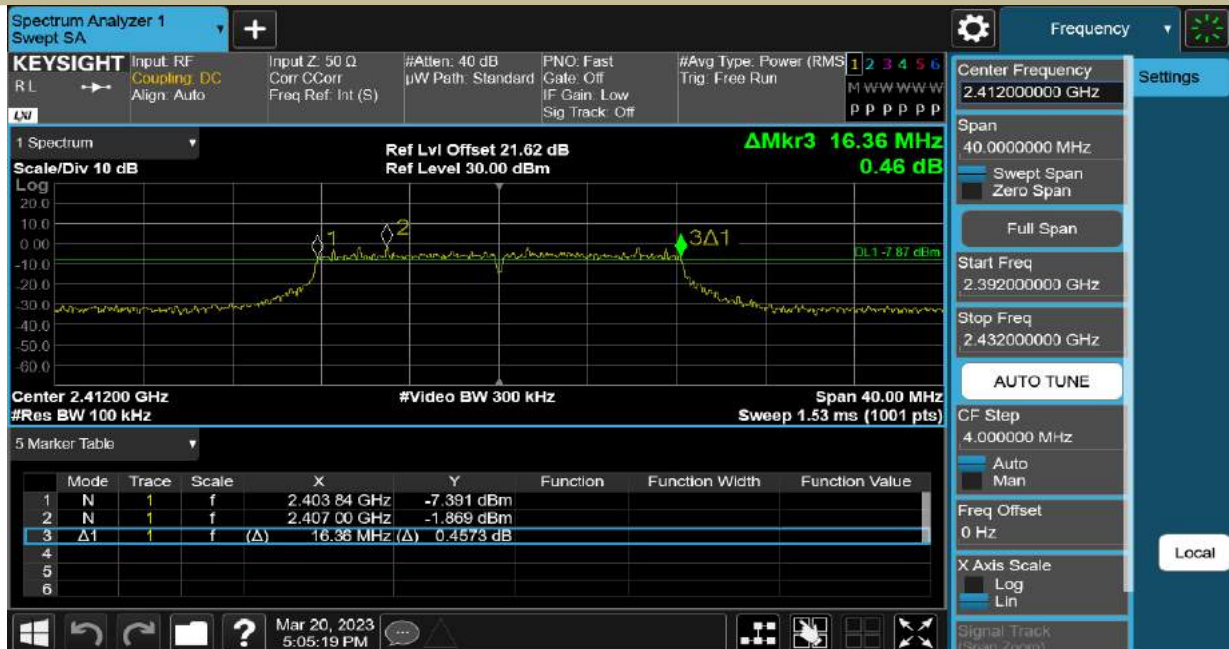 Spectrum Analyzer 1
Swept SA
+
Frequency
KEYSIGHT
R L
LXI
Input: RF
Coupling: DC
Align: Auto
Input Z: 50 Ω
Corr CCorr
Freq Ref: Int (S)
#Atten: 40 dB
µW Path: Standard
PNO: Fast
Gate: Off
IF Gain: Low
Sig Track: Off
#Avg Type: Power (RMS
Trig: Free Run
1 2 3 4 5 6
M W W W W W
P P P P P P
1 Spectrum
Scale/Div 10 dB
Ref Lvl Offset 21.62 dB
Ref Level 30.00 dBm
ΔMkr3 16.36 MHz
0.46 dB
Log
20.0
10.0
0.00
-10.0
-20.0
-30.0
-40.0
-50.0
-60.0
1
2
3Δ1
DL1 -7.87 dBm
Center 2.41200 GHz
#Res BW 100 kHz
#Video BW 300 kHz
Span 40.00 MHz
Sweep 1.53 ms (1001 pts)
5 Marker Table
Mode Trace Scale X Y Function Function Width Function Value
1 N 1 f 2.403 84 GHz -7.391 dBm
2 N 1 f 2.407 00 GHz -1.869 dBm
3 Δ1 1 f (Δ) 16.36 MHz (Δ) 0.4573 dB
4
5
6
Mar 20, 2023
5:05:19 PM
Center Frequency
2.412000000 GHz
Span
40.0000000 MHz
Swept Span
Zero Span
Full Span
Start Freq
2.392000000 GHz
Stop Freq
2.432000000 GHz
AUTO TUNE
CF Step
4.000000 MHz
Auto
Man
Freq Offset
0 Hz
X Axis Scale
Log
Lin
Signal Track
(Span Zoom)
Settings
Local